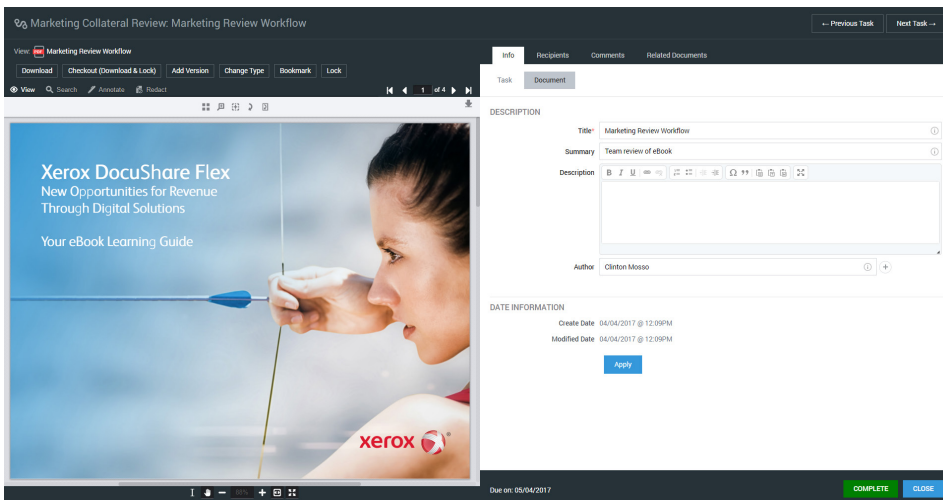 Marketing Collateral Review: Marketing Review Workflow
← Previous Task
Next Task →
View: PDF Marketing Review Workflow
Download
Checkout (Download & Lock)
Add Version
Change Type
Bookmark
Lock
View
Search
Annotate
Redact
1 of 4
Xerox DocuShare Flex
New Opportunities for Revenue
Through Digital Solutions
Your eBook Learning Guide
xerox
Info
Recipients
Comments
Related Documents
Task
Document
DESCRIPTION
Title* Marketing Review Workflow
Summary Team review of eBook
Description
B I U
Author Clinton Mosso
DATE INFORMATION
Create Date 04/04/2017 @ 12:09PM
Modified Date 04/04/2017 @ 12:09PM
Apply
Due on: 05/04/2017
COMPLETE
CLOSE